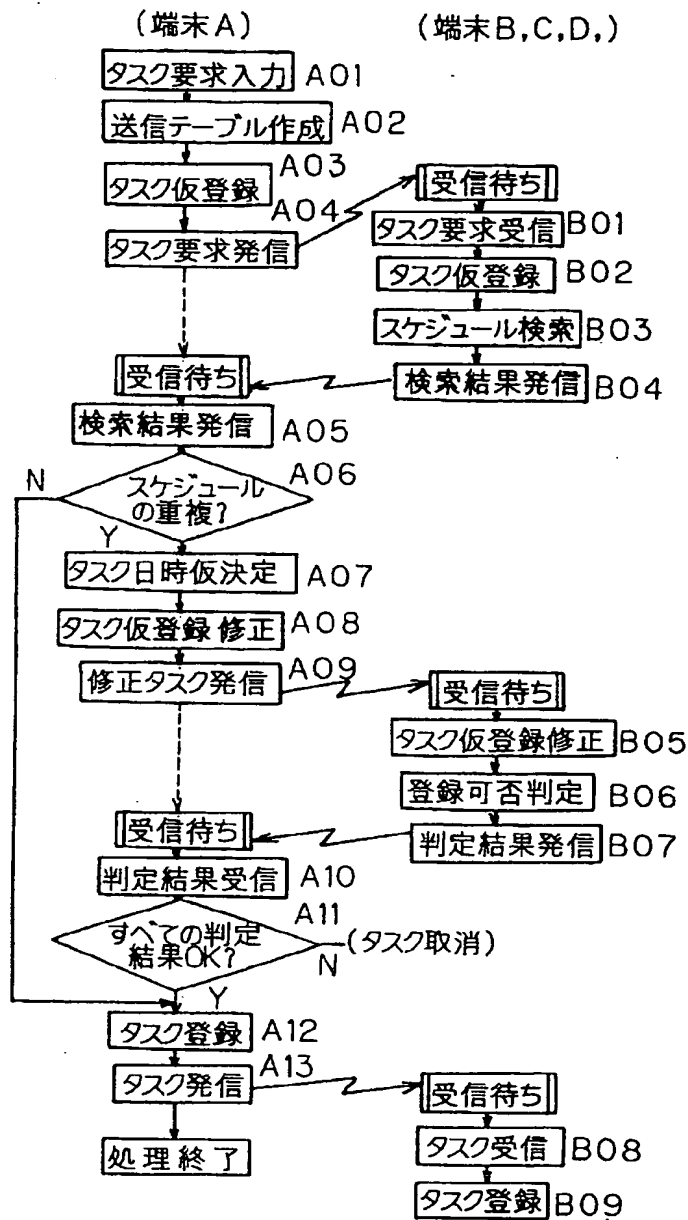 (端末A)
(端末B,C,D,)
タスク要求入力 A01
送信テーブル作成 A02
タスク仮登録 A03
タスク要求発信 A04
受信待ち
タスク要求受信 B01
タスク仮登録 B02
スケジュール検索 B03
検索結果発信 B04
受信待ち
検索結果発信 A05
スケジュール
の重複? A06
N
Y
タスク日時仮決定 A07
タスク仮登録修正 A08
修正タスク発信 A09
受信待ち
タスク仮登録修正 B05
登録可否判定 B06
判定結果発信 B07
受信待ち
判定結果受信 A10
すべての判定
結果OK? A11
N (タスク取消)
Y
タスク登録 A12
タスク発信 A13
処理終了
受信待ち
タスク受信 B08
タスク登録 B09